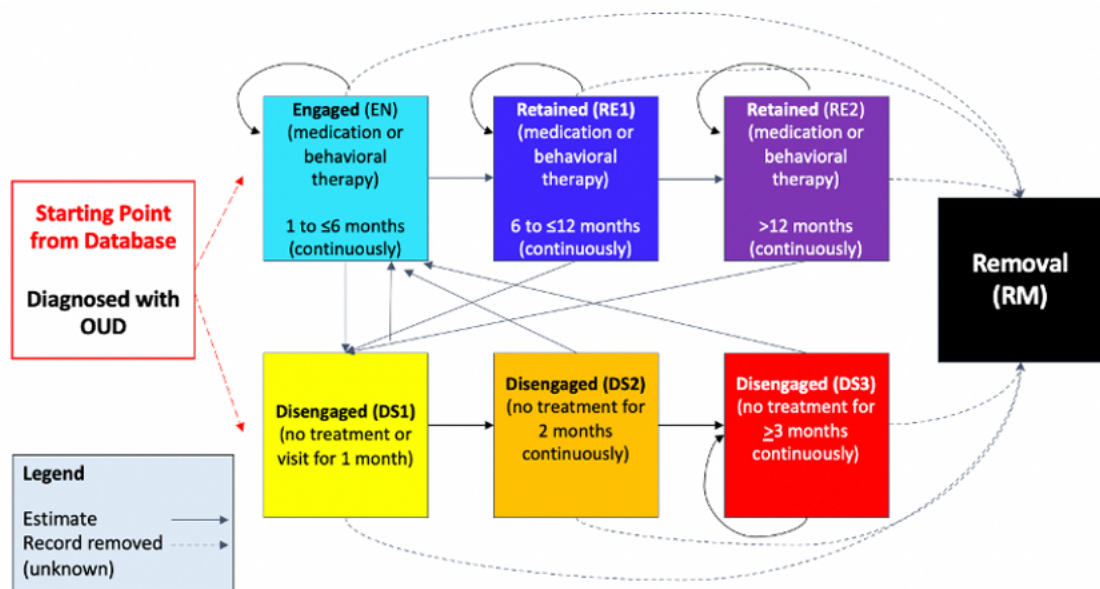 Starting Point
from Database
Diagnosed with
OUD
Engaged (EN)
(medication or
behavioral
therapy)
1 to ≤6 months
(continuously)
Retained (RE1)
(medication or
behavioral
therapy)
6 to ≤12 months
(continuously)
Retained (RE2)
(medication or
behavioral
therapy)
>12 months
(continuously)
Removal
(RM)
Disengaged (DS1)
(no treatment or
visit for 1 month)
Disengaged (DS2)
(no treatment for
2 months
continuously)
Disengaged (DS3)
(no treatment for
≥3 months
continuously)
Legend
Estimate
Record removed
(unknown)